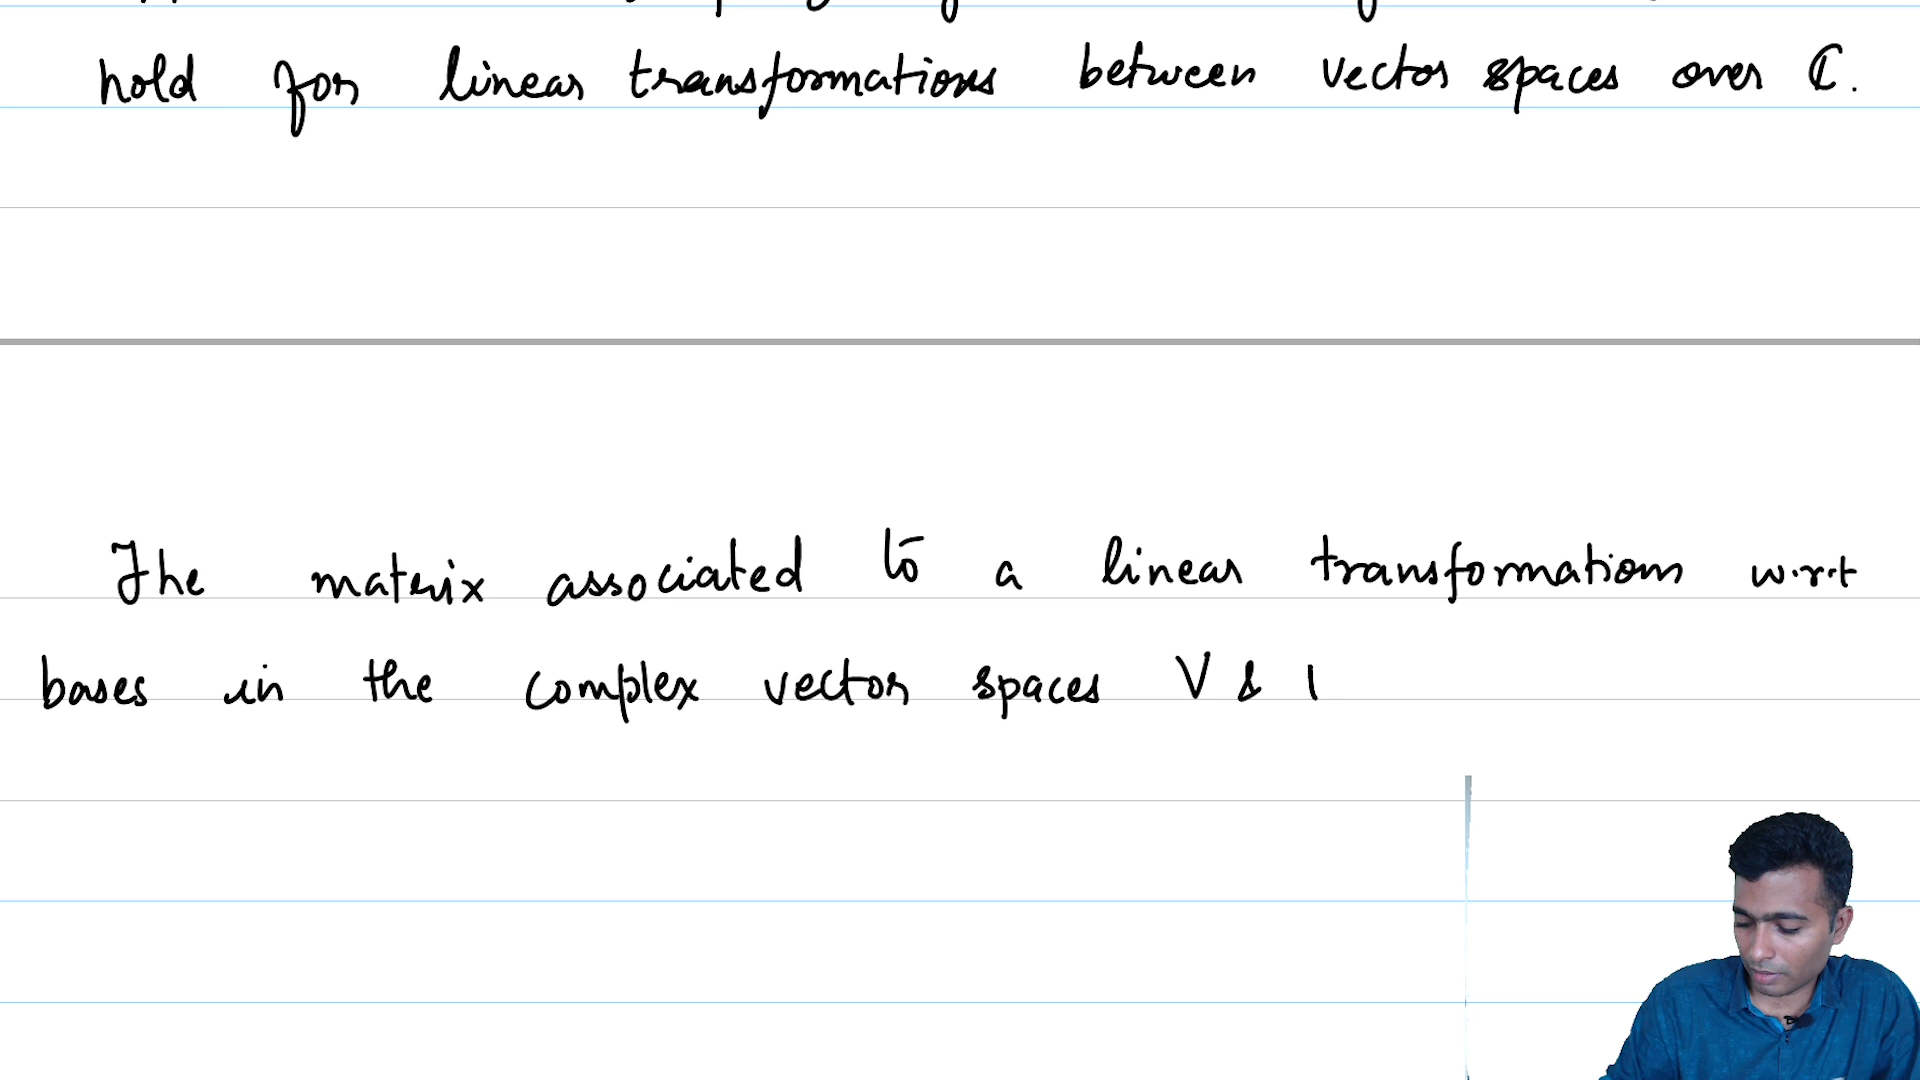 hold for linear transformations between vector spaces over ℂ.
The matrix associated to a linear transformation w.r.t
bases in the complex vector spaces V &